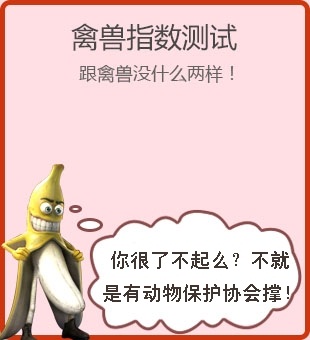 禽兽指数测试
跟禽兽没什么两样！
你很了不起么？不就
是有动物保护协会撑！